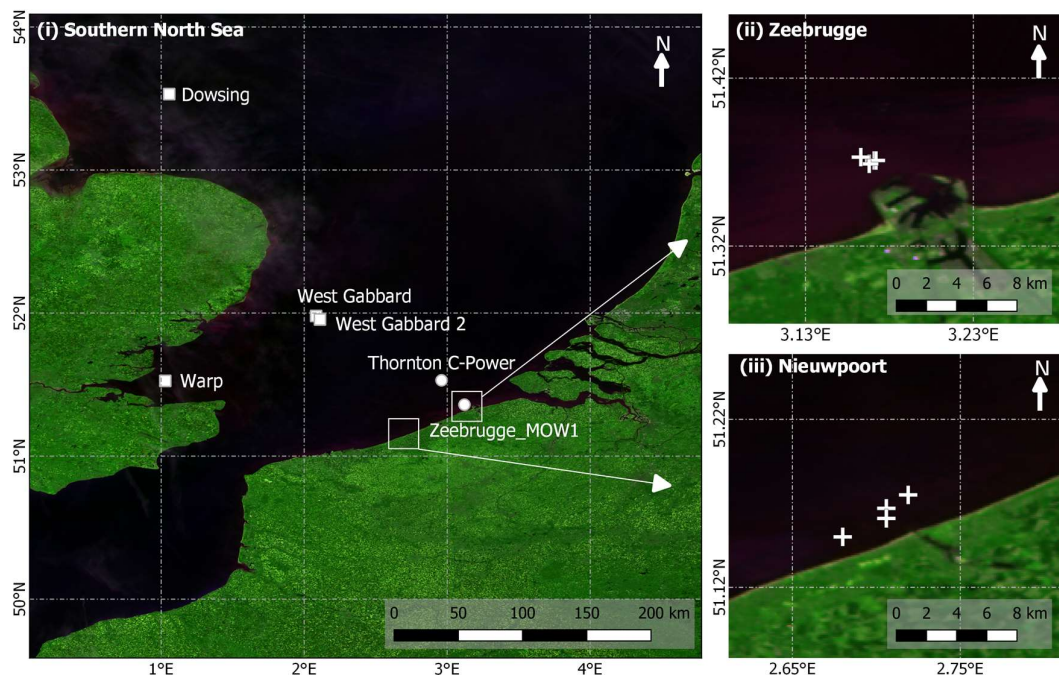 (i) Southern North Sea
N
54°N
53°N
52°N
51°N
50°N
Dowsing
West Gabbard
West Gabbard 2
Thornton C-Power
Warp
Zeebrugge_MOW1
0 50 100 150 200 km
1°E 2°E 3°E 4°E
(ii) Zeebrugge
N
51.42°N
51.32°N
0 2 4 6 8 km
3.13°E 3.23°E
(iii) Nieuwpoort
N
51.22°N
51.12°N
0 2 4 6 8 km
2.65°E 2.75°E